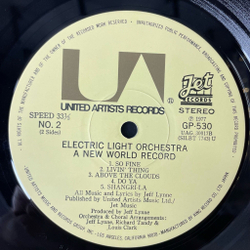 UA
UNITED ARTISTS RECORDS
Jet
RECORDS
SPEED 33⅓
NO. 2
(2 Sides)
STEREO
℗ 1977
GP-530
ELECTRIC LIGHT ORCHESTRA
A NEW WORLD RECORD
1. SO FINE
2. LIVIN' THING
3. ABOVE THE CLOUDS
4. DO YA
5. SHANGRI-LA
All Music and Lyrics by Jeff Lynne
Published by United Artists Music Ltd./
Jet Music
Produced by Jeff Lynne
Orchestra & Choral Arrangements:
Jeff Lynne, Richard Tandy &
Louis Clark